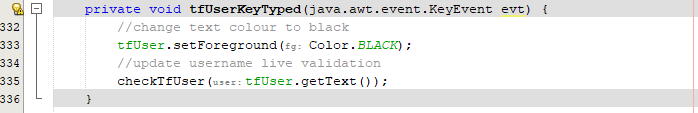 private void tfUserKeyTyped(java.awt.event.KeyEvent evt) {
332 //change text colour to black
333 tfUser.setForeground(fg: Color.BLACK);
334 //update username live validation
335 checkTfUser(user: tfUser.getText());
336 }